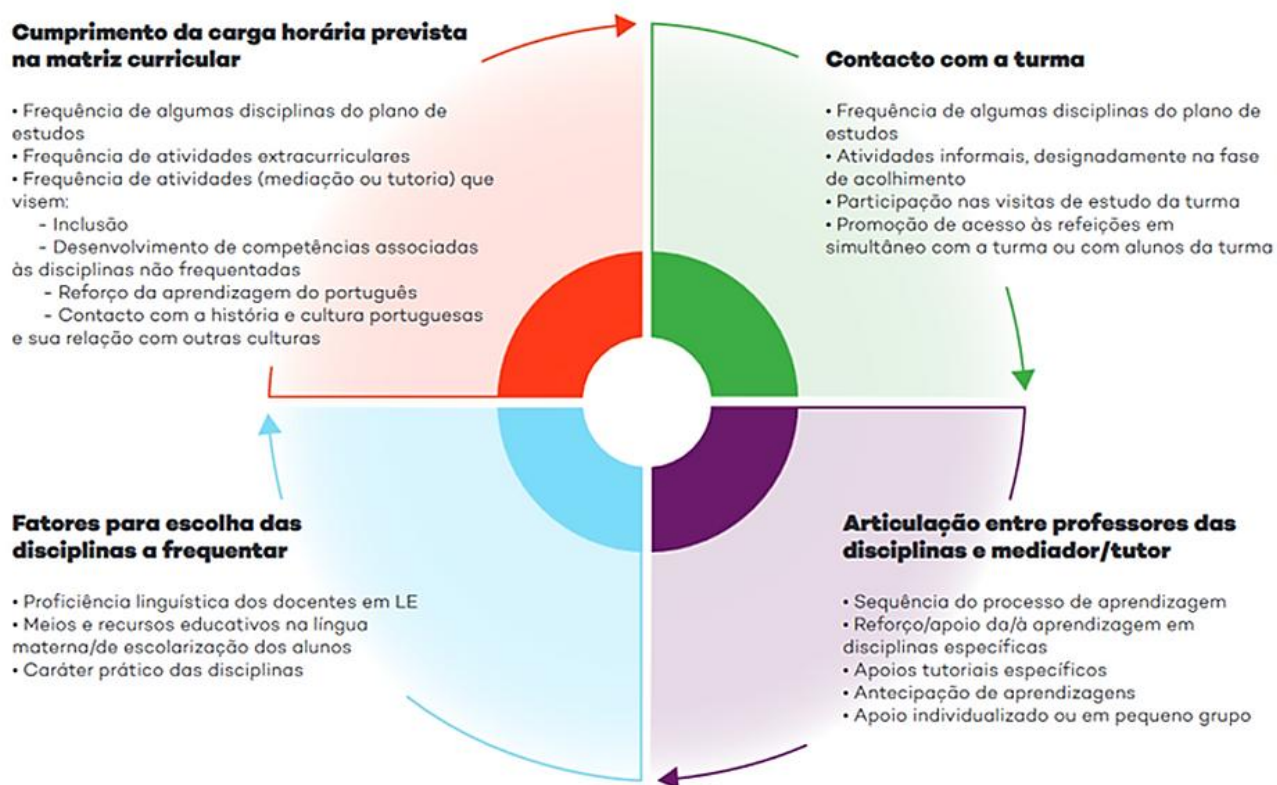 Cumprimento da carga horária prevista
na matriz curricular
• Frequência de algumas disciplinas do plano de
estudos
• Frequência de atividades extracurriculares
• Frequência de atividades (mediação ou tutoria) que
visem:
- Inclusão
- Desenvolvimento de competências associadas
às disciplinas não frequentadas
- Reforço da aprendizagem do português
- Contacto com a história e cultura portuguesas
e sua relação com outras culturas
Contacto com a turma
• Frequência de algumas disciplinas do plano de
estudos
• Atividades informais, designadamente na fase
de acolhimento
• Participação nas visitas de estudo da turma
• Promoção de acesso às refeições em
simultâneo com a turma ou com alunos da turma
Fatores para escolha das
disciplinas a frequentar
• Proficiência linguística dos docentes em LE
• Meios e recursos educativos na língua
materna/de escolarização dos alunos
• Caráter prático das disciplinas
Articulação entre professores das
disciplinas e mediador/tutor
• Sequência do processo de aprendizagem
• Reforço/apoio da/à aprendizagem em
disciplinas específicas
• Apoios tutoriais específicos
• Antecipação de aprendizagens
• Apoio individualizado ou em pequeno grupo